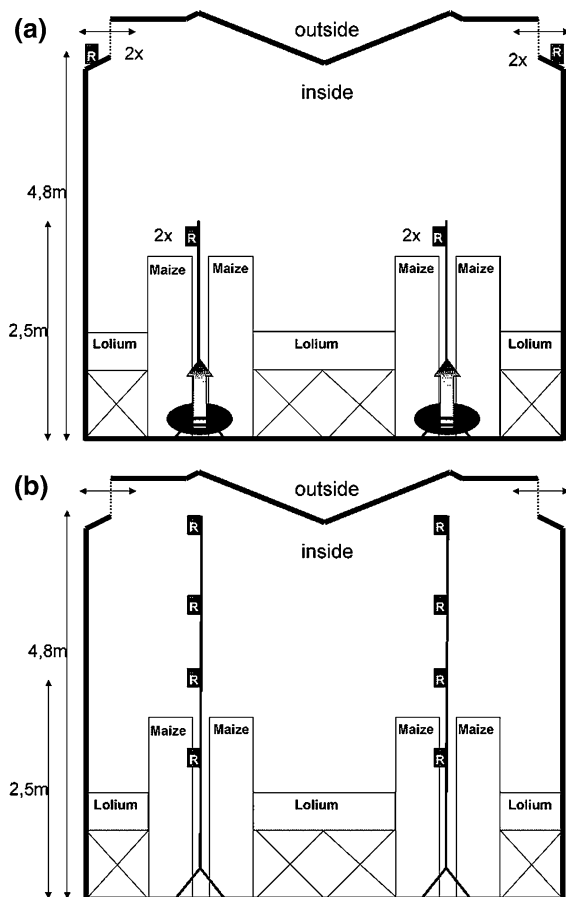 (a)
outside
R 2x 2x R
inside
4,8m
2x R 2x R
Maize Maize Maize Maize
2,5m
Lolium Lolium Lolium
(b)
outside
R R
inside
R R
4,8m
R R
Maize Maize Maize Maize
R R
2,5m
Lolium Lolium Lolium